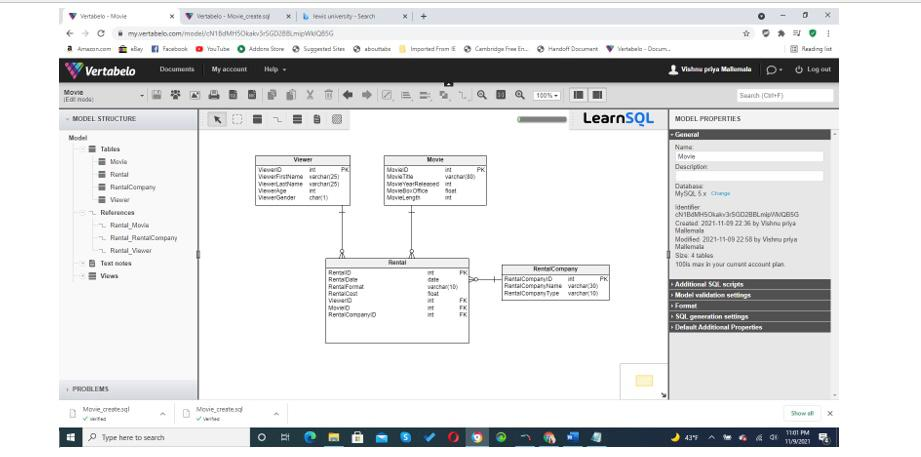 Vertabelo - Movie
Vertabelo - Movie_create.sql
lewis university - Search
my.vertabelo.com/model/cN1BdMH5Okakv3rSGD2BBLmipWklQB5G
Amazon.com
eBay
Facebook
YouTube
Addons Store
Suggested Sites
abouttabs
Imported From IE
Cambridge Free En...
Handoff Document
Vertabelo - Docum...
Reading list
Vertabelo
Documents
My account
Help
Vishnu priya Mallemala
Log out
Movie
(Edit mode)
100%
Search (Ctrl+F)
MODEL STRUCTURE
Model
Tables
Movie
Rental
RentalCompany
Viewer
References
Rental_Movie
Rental_RentalCompany
Rental_Viewer
Text notes
Views
PROBLEMS
LearnSQL
Viewer
ViewerID int PK
ViewerFirstName varchar(25)
ViewerLastName varchar(25)
ViewerAge int
ViewerGender char(1)
Movie
MovieID int PK
MovieTitle varchar(80)
MovieYearReleased int
MovieBoxOffice float
MovieLength int
Rental
RentalID int PK
RentalDate date
RentalFormat varchar(10)
RentalCost float
ViewerID int FK
MovieID int FK
RentalCompanyID int FK
RentalCompany
RentalCompanyID int PK
RentalCompanyName varchar(30)
RentalCompanyType varchar(10)
MODEL PROPERTIES
General
Name:
Movie
Description:
Database:
MySQL 5.x Change
Identifier:
Created: 2021-11-09 22:36 by Vishnu priya
Mallemala
Modified: 2021-11-09 22:58 by Vishnu priya
Mallemala
Size: 4 tables
100is max in your current account plan.
Additional SQL scripts
Model validation settings
Format
SQL generation settings
Default Additional Properties
Movie_create.sql
verified
Movie_create.sql
verified
Show all
Type here to search
43°F
11:01 PM
11/9/2021